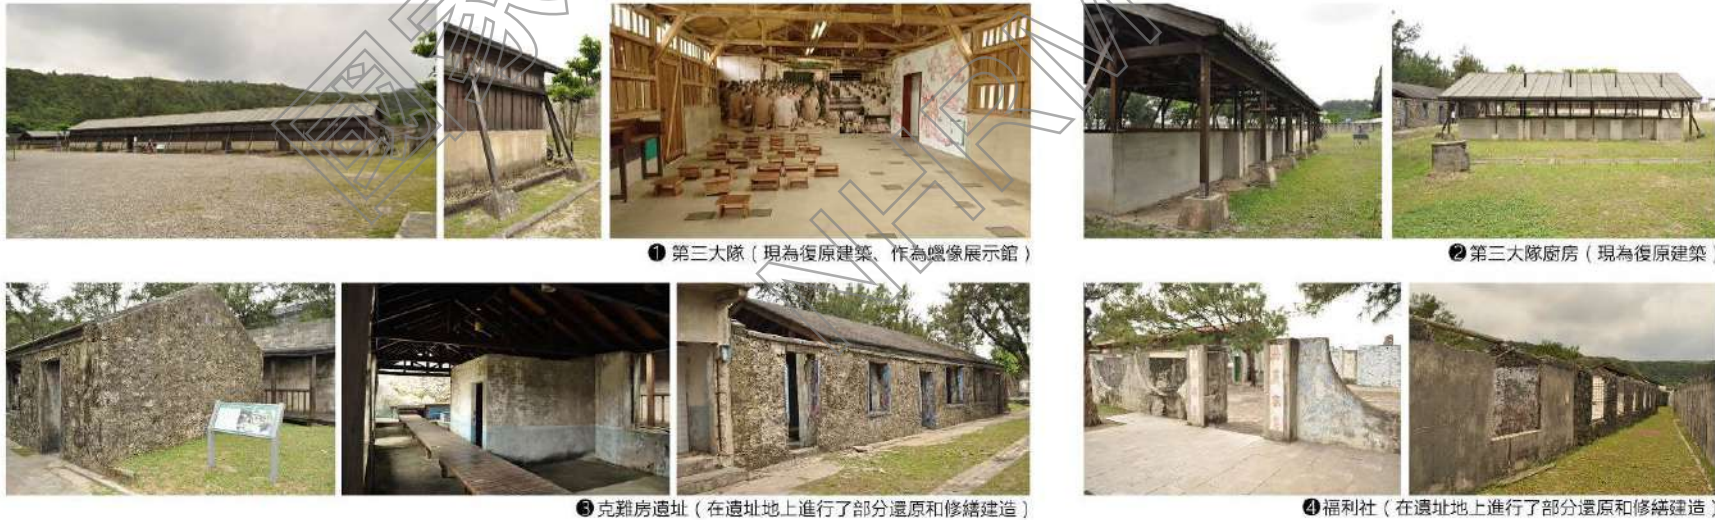 ❶ 第三大隊（現為復原建築、作為蠟像展示館）
❷ 第三大隊廚房（現為復原建築）
❸ 克難房遺址（在遺址地上進行了部分還原和修繕建造）
❹ 福利社（在遺址地上進行了部分還原和修繕建造）